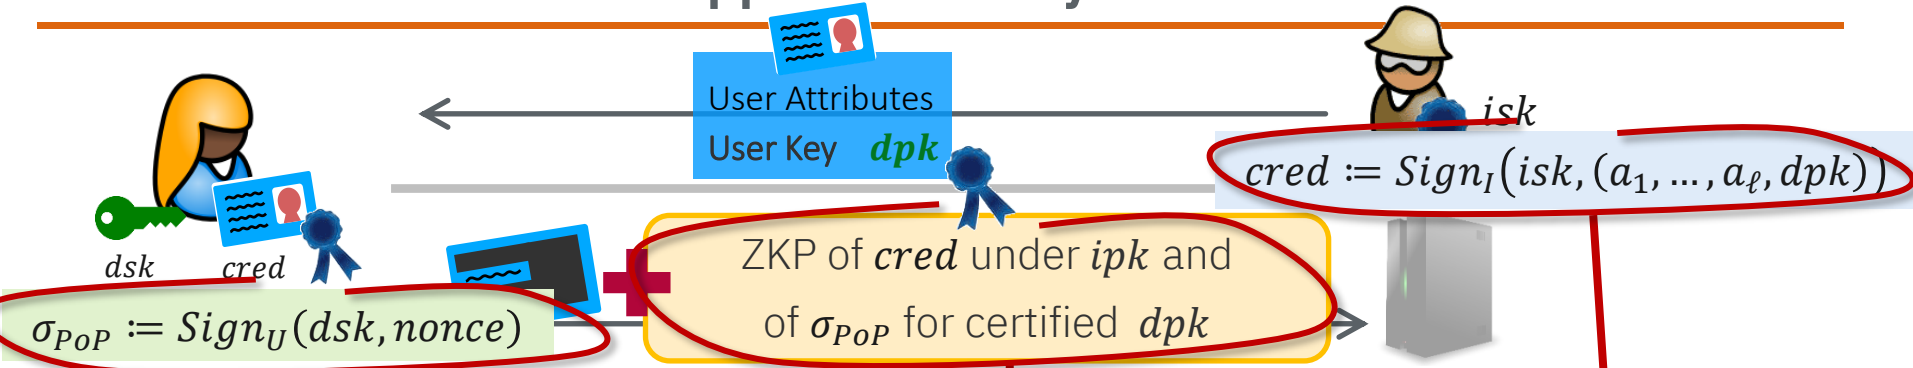 User Attributes
User Key dpk
isk
cred ≔ Sign_I(isk, (a_1, … , a_ℓ, dpk))
dsk
cred
ZKP of cred under ipk and
of σ_PoP for certified dpk
σ_PoP ≔ Sign_U(dsk, nonce)